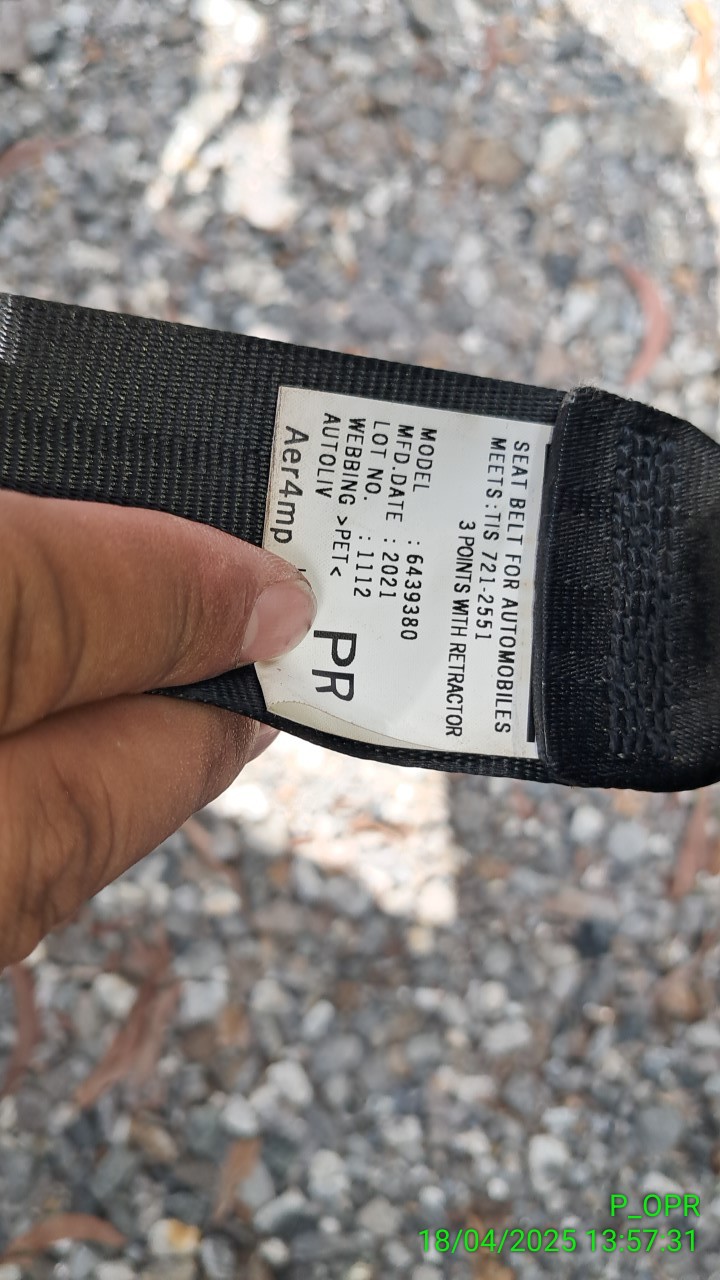 SEAT BELT FOR AUTOMOBILES
MEETS:TIS 721-2551
3 POINTS WITH RETRACTOR
MODEL : 6439380
MFD.DATE : 2021
LOT NO. : 1112
WEBBING >PET<
AUTOLIV PR
Aer4mp
P_OPR
18/04/2025 13:57:31